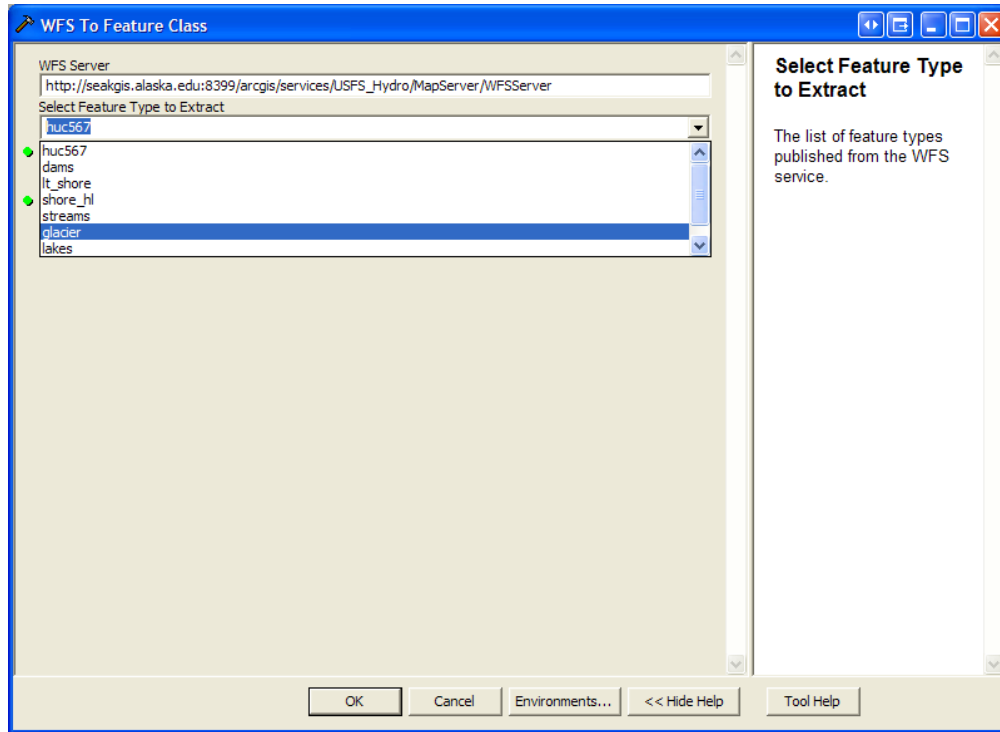 WFS To Feature Class
WFS Server
http://seakgis.alaska.edu:8399/arcgis/services/USFS_Hydro/MapServer/WFSServer
Select Feature Type to Extract
huc567
huc567
dams
lt_shore
shore_hl
streams
glacier
lakes
Select Feature Type
to Extract
The list of feature types
published from the WFS
service.
OK
Cancel
Environments...
<< Hide Help
Tool Help